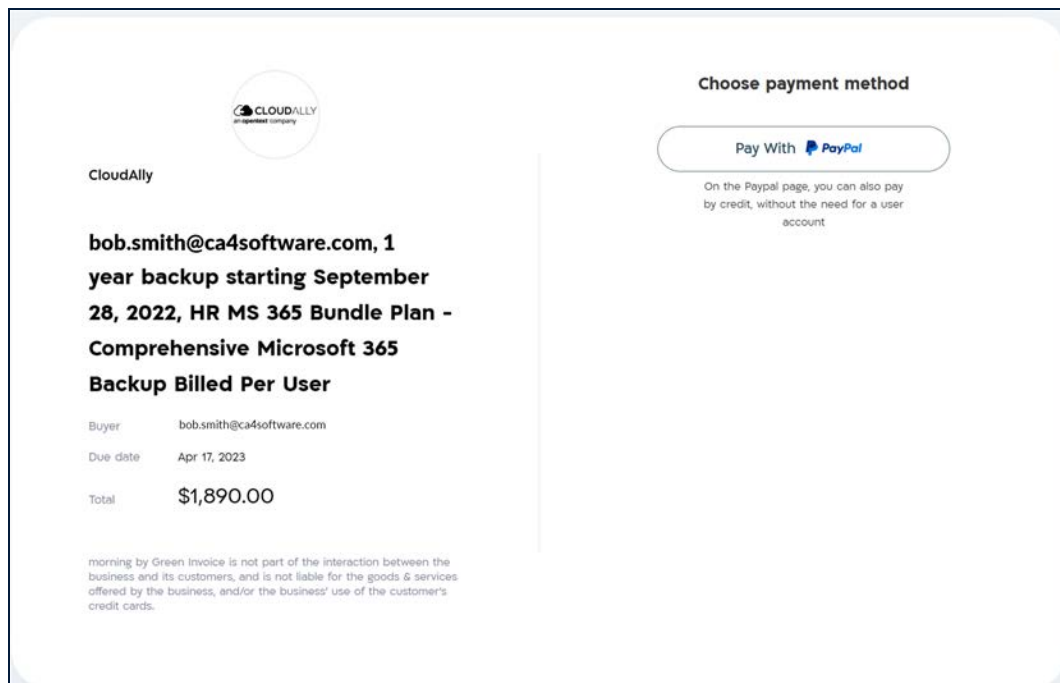 CLOUDALLY
an opentext company
CloudAlly
bob.smith@ca4software.com, 1
year backup starting September
28, 2022, HR MS 365 Bundle Plan -
Comprehensive Microsoft 365
Backup Billed Per User
Buyer bob.smith@ca4software.com
Due date Apr 17, 2023
Total $1,890.00
morning by Green Invoice is not part of the interaction between the
business and its customers, and is not liable for the goods & services
offered by the business, and/or the business' use of the customer's
credit cards.
Choose payment method
Pay With PayPal
On the Paypal page, you can also pay
by credit, without the need for a user
account